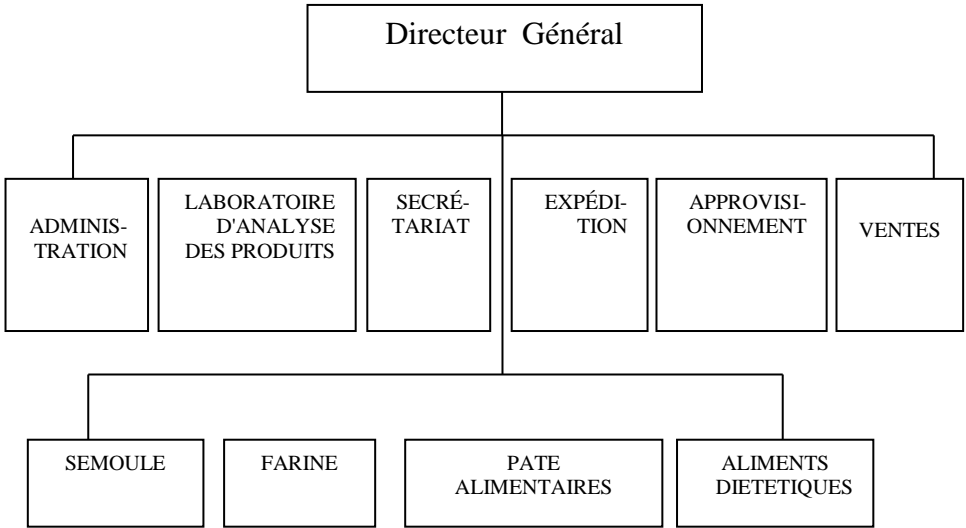 Directeur Général
ADMINIS-
TRATION
LABORATOIRE
D'ANALYSE
DES PRODUITS
SECRÉ-
TARIAT
EXPÉDI-
TION
APPROVISI-
ONNEMENT
VENTES
SEMOULE
FARINE
PATE
ALIMENTAIRES
ALIMENTS
DIETETIQUES